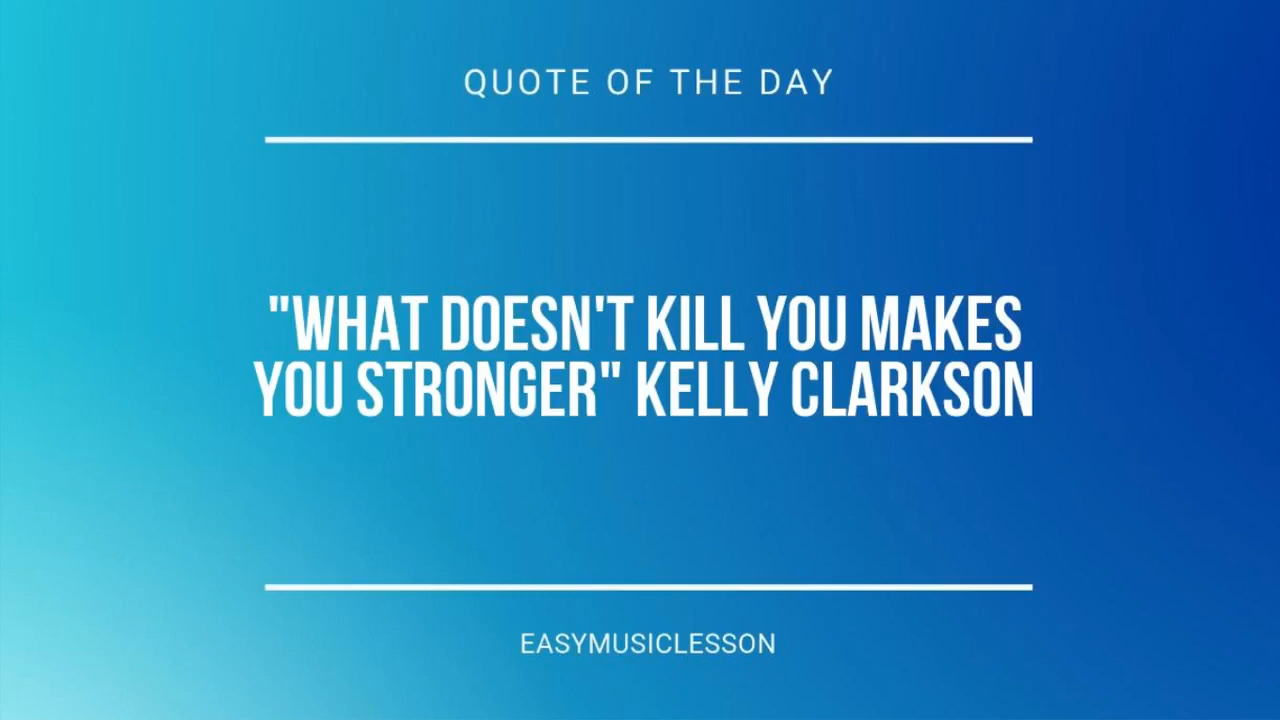 QUOTE OF THE DAY
"WHAT DOESN'T KILL YOU MAKES
YOU STRONGER" KELLY CLARKSON
EASYMUSICLESSON